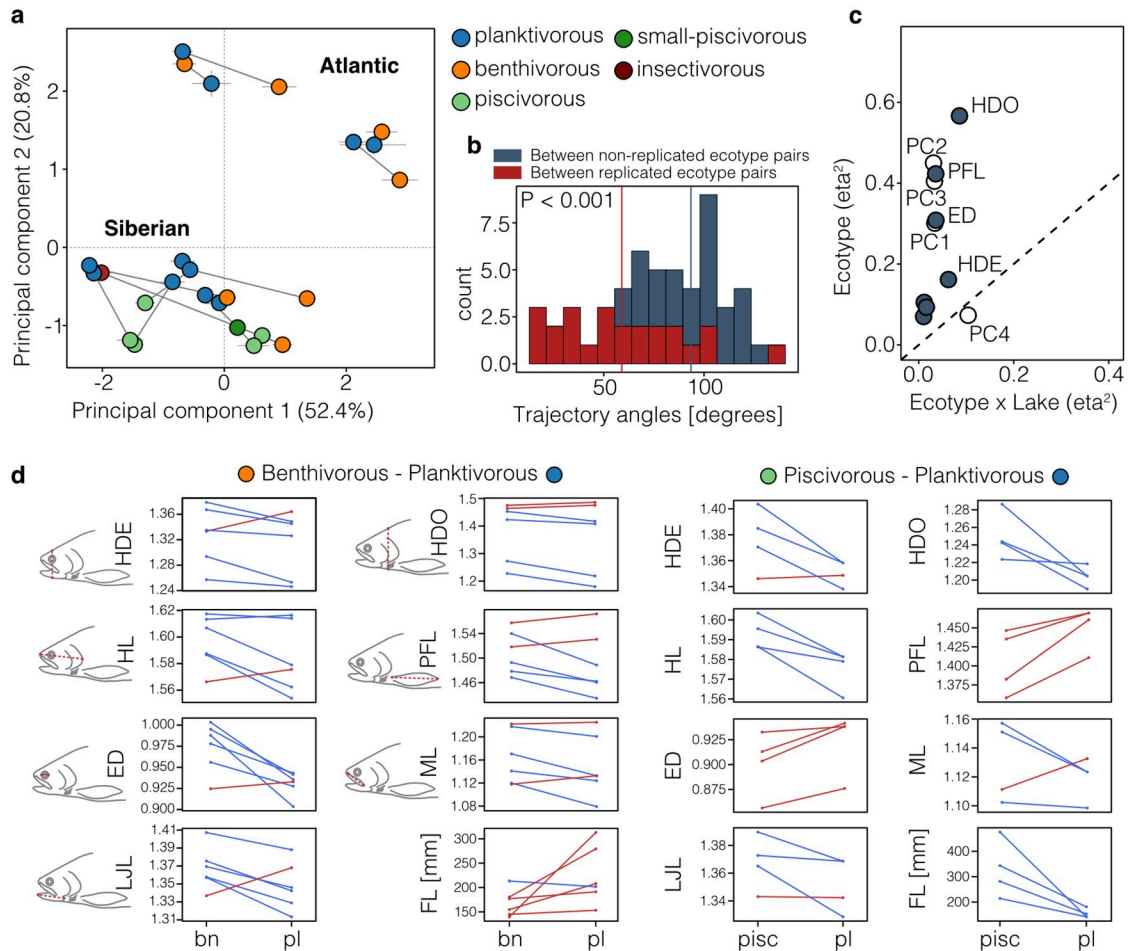 a
planktivorous
small-piscivorous
benthivorous
insectivorous
piscivorous
Atlantic
Siberian
Principal component 2 (20.8%)
2
1
0
-1
-2
0
2
Principal component 1 (52.4%)
b
Between non-replicated ecotype pairs
Between replicated ecotype pairs
P < 0.001
count
7.5
5.0
2.5
0.0
50
100
Trajectory angles [degrees]
c
Ecotype (eta²)
0.6
0.4
0.2
0.0
HDO
PC2
PFL
PC3
ED
PC1
HDE
PC4
0.0
0.2
0.4
Ecotype x Lake (eta²)
d
Benthivorous - Planktivorous
Piscivorous - Planktivorous
HDE
1.36
1.32
1.28
1.24
HDO
1.5
1.4
1.3
1.2
HDE
1.40
1.38
1.36
1.34
HDO
1.28
1.26
1.24
1.22
1.20
HL
1.62
1.60
1.58
1.56
PFL
1.54
1.50
1.46
HL
1.60
1.59
1.58
1.57
1.56
PFL
1.450
1.425
1.400
1.375
ED
1.000
0.975
0.950
0.925
0.900
ML
1.20
1.16
1.12
1.08
ED
0.925
0.900
0.875
ML
1.16
1.14
1.12
1.10
LJL
1.41
1.39
1.37
1.35
1.33
1.31
FL [mm]
300
250
200
150
LJL
1.38
1.36
1.34
FL [mm]
400
300
200
bn
pl
bn
pl
pisc
pl
pisc
pl